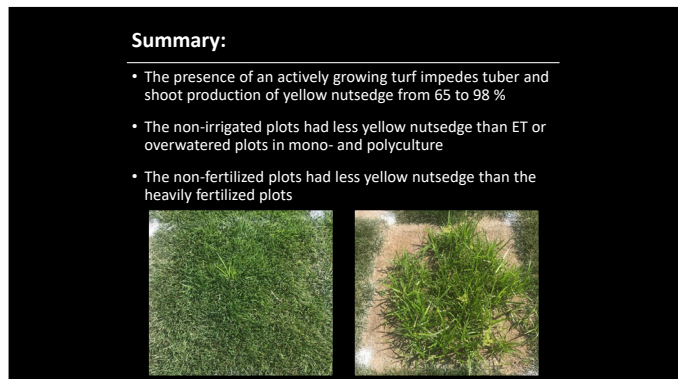 Summary:
• The presence of an actively growing turf impedes tuber and
shoot production of yellow nutsedge from 65 to 98 %
• The non-irrigated plots had less yellow nutsedge than ET or
overwatered plots in mono- and polyculture
• The non-fertilized plots had less yellow nutsedge than the
heavily fertilized plots